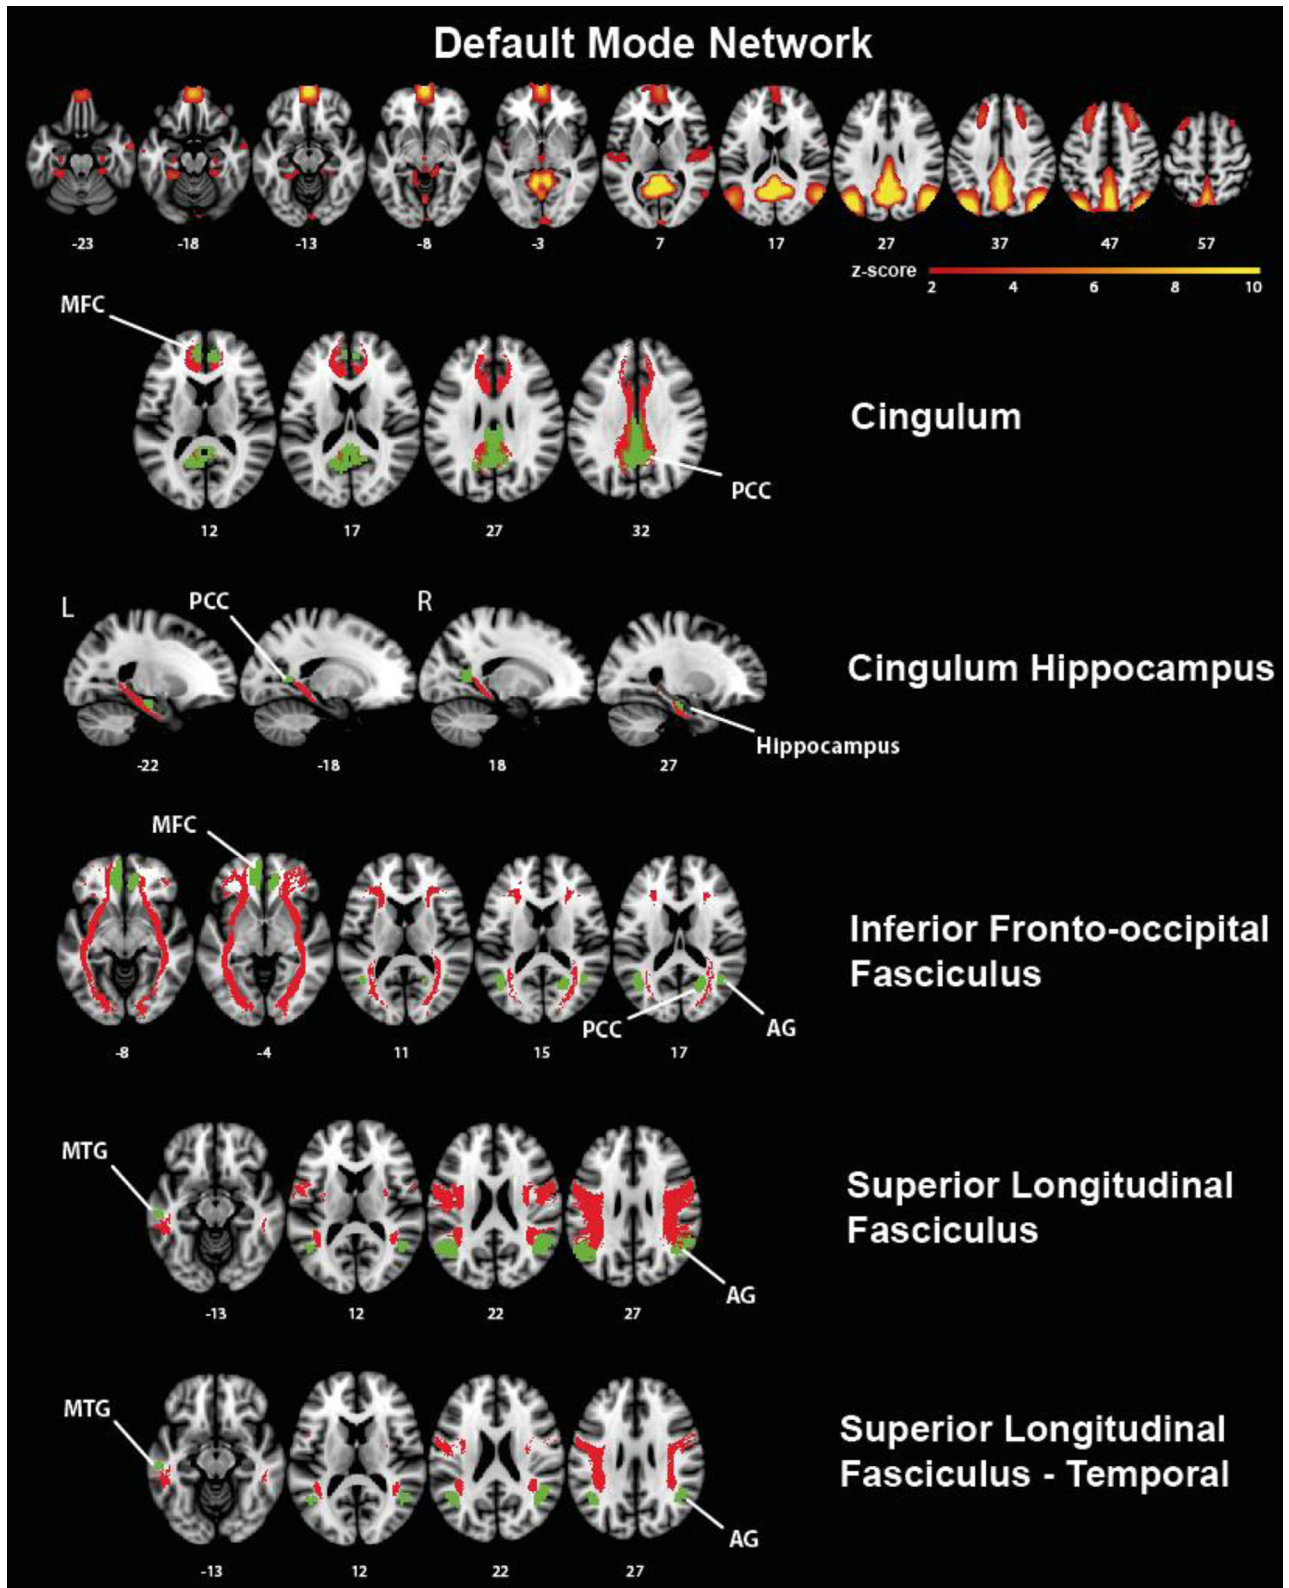 Default Mode Network
-23 -18 -13 -8 -3 7 17 27 37 47 57
z-score
2 4 6 8 10
MFC
Cingulum
PCC
12 17 27 32
L PCC R
Cingulum Hippocampus
Hippocampus
-22 -18 18 27
MFC
Inferior Fronto-occipital
Fasciculus
PCC AG
-8 -4 11 15 17
MTG
Superior Longitudinal
Fasciculus
AG
-13 12 22 27
MTG
Superior Longitudinal
Fasciculus - Temporal
AG
-13 12 22 27